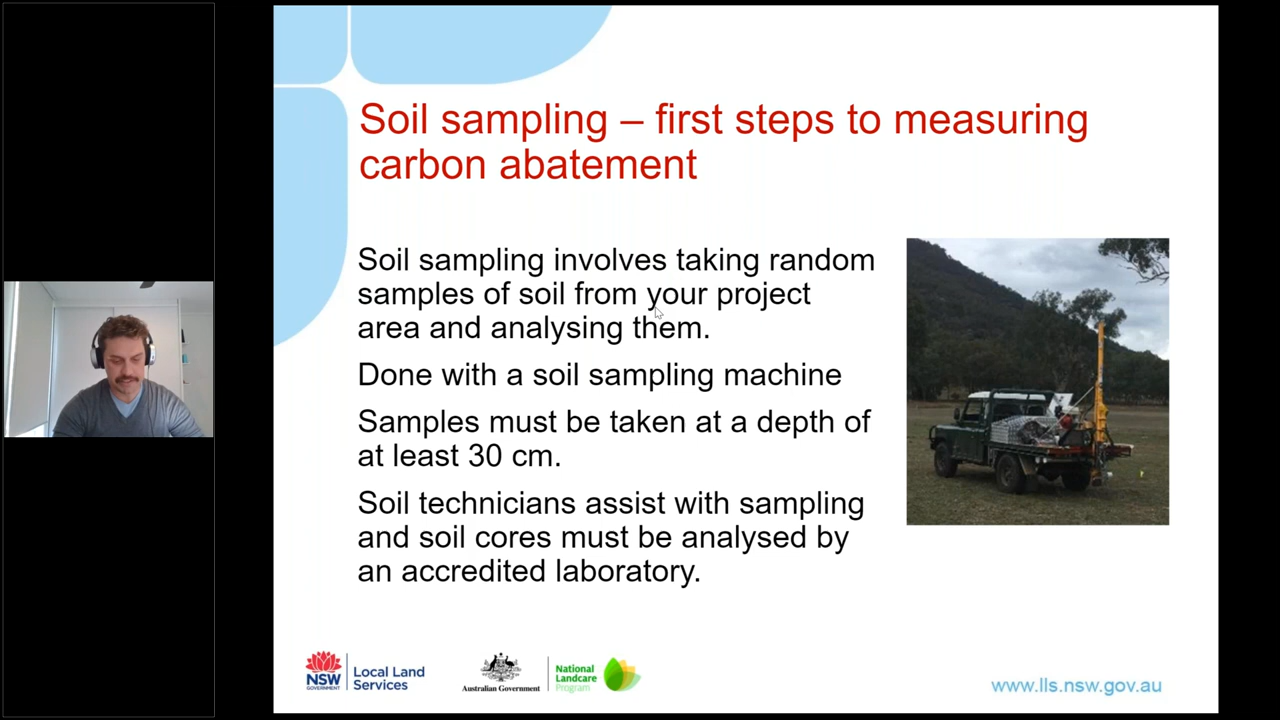 Soil sampling – first steps to measuring
carbon abatement
Soil sampling involves taking random
samples of soil from your project
area and analysing them.
Done with a soil sampling machine
Samples must be taken at a depth of
at least 30 cm.
Soil technicians assist with sampling
and soil cores must be analysed by
an accredited laboratory.
NSW
GOVERNMENT
Local Land
Services
Australian Government
National
Landcare
Program
www.lls.nsw.gov.au